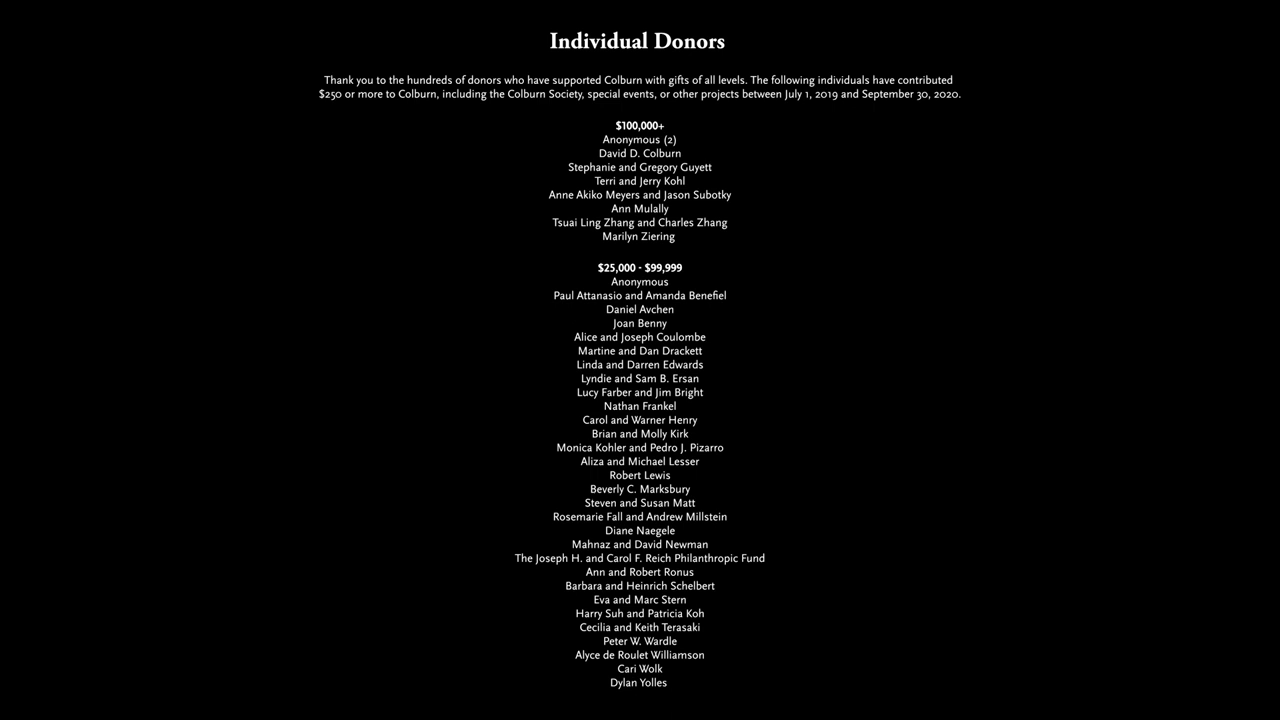 Individual Donors
Thank you to the hundreds of donors who have supported Colburn with gifts of all levels. The following individuals have contributed
$250 or more to Colburn, including the Colburn Society, special events, or other projects between July 1, 2019 and September 30, 2020.
$100,000+
Anonymous (2)
David D. Colburn
Stephanie and Gregory Guyett
Terri and Jerry Kohl
Anne Akiko Meyers and Jason Subotky
Ann Mulally
Tsuai Ling Zhang and Charles Zhang
Marilyn Ziering
$25,000 - $99,999
Anonymous
Paul Attanasio and Amanda Benefiel
Daniel Avchen
Joan Benny
Alice and Joseph Coulombe
Martine and Dan Drackett
Linda and Darren Edwards
Lyndie and Sam B. Ersan
Lucy Farber and Jim Bright
Nathan Frankel
Carol and Warner Henry
Brian and Molly Kirk
Monica Kohler and Pedro J. Pizarro
Aliza and Michael Lesser
Robert Lewis
Beverly C. Marksbury
Steven and Susan Matt
Rosemarie Fall and Andrew Millstein
Diane Naegele
Mahnaz and David Newman
The Joseph H. and Carol F. Reich Philanthropic Fund
Ann and Robert Ronus
Barbara and Heinrich Schelbert
Eva and Marc Stern
Harry Suh and Patricia Koh
Cecilia and Keith Terasaki
Peter W. Wardle
Alyce de Roulet Williamson
Cari Wolk
Dylan Yolles